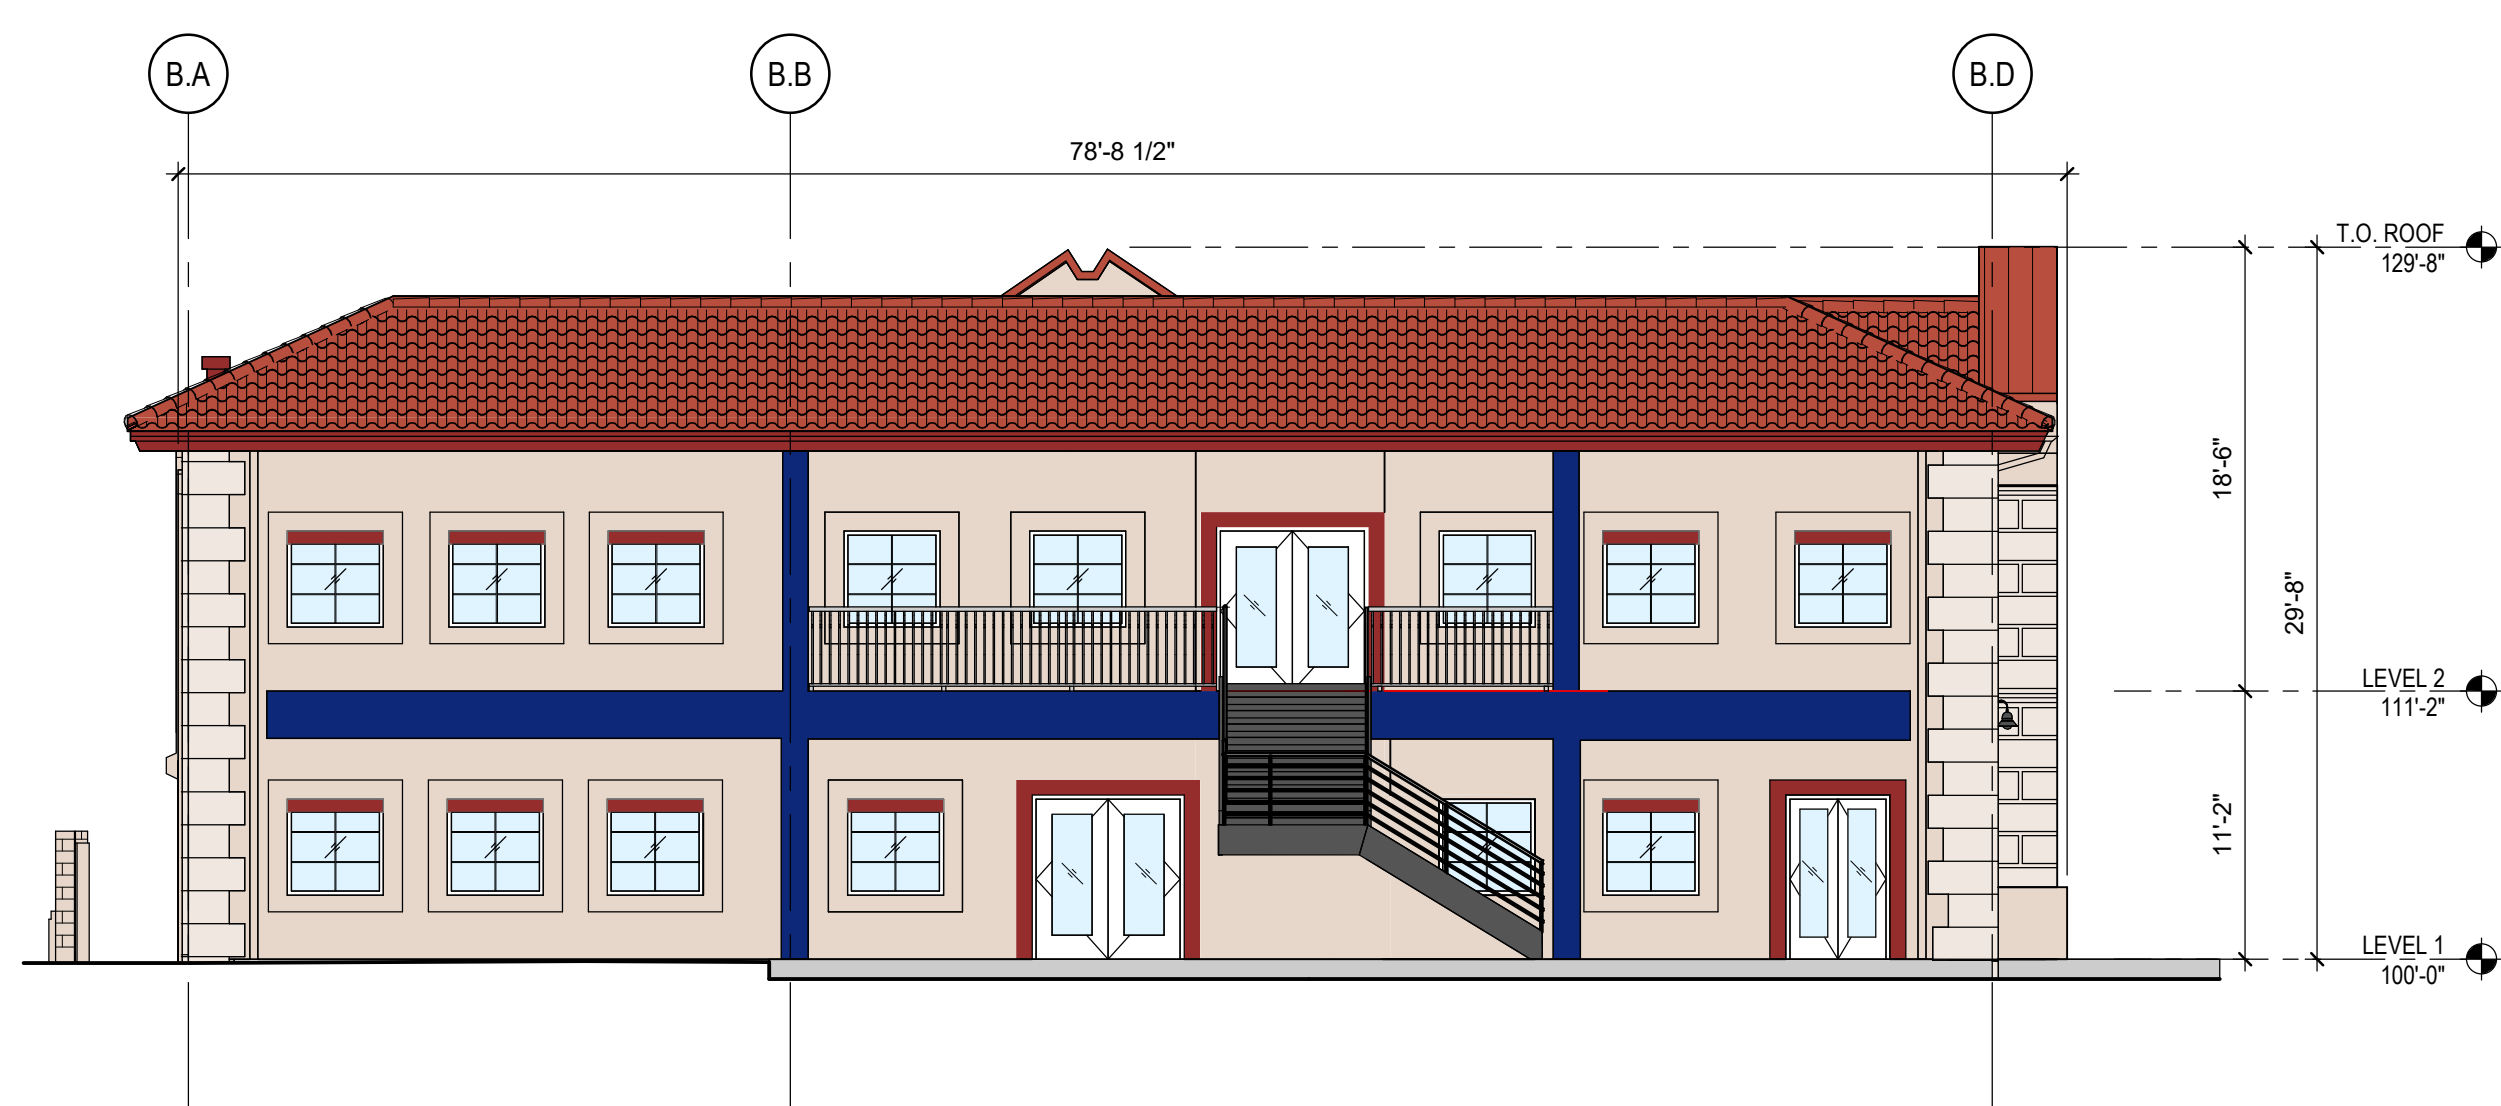 B.A
B.B
B.D
78'-8 1/2"
T.O. ROOF
129'-8"
18'-6"
29'-8"
LEVEL 2
111'-2"
11'-2"
LEVEL 1
100'-0"